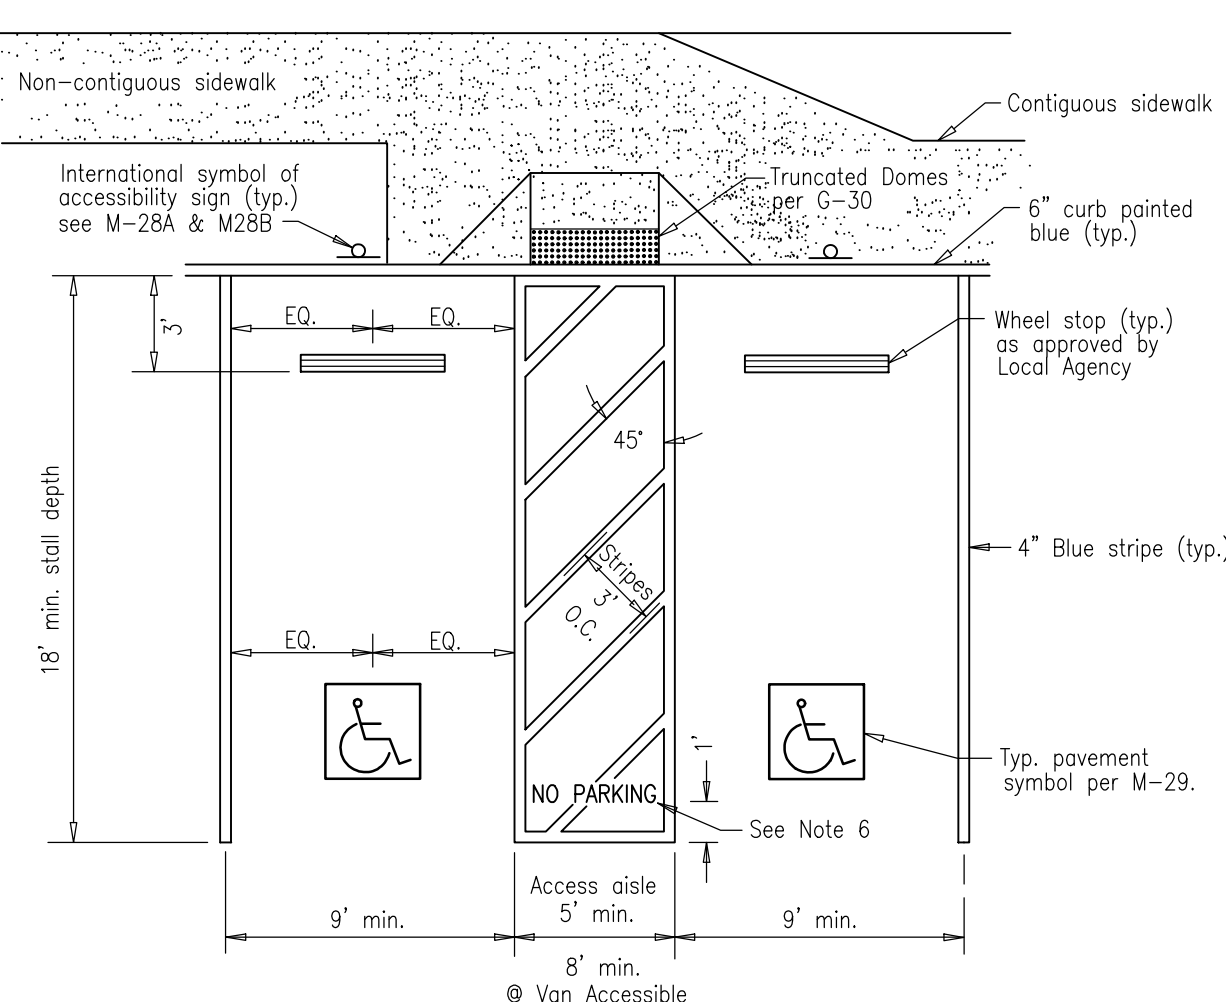 Non-contiguous sidewalk
Contiguous sidewalk
International symbol of
accessibility sign (typ.)
see M-28A & M28B
Truncated Domes
per G-30
6" curb painted
blue (typ.)
3'
EQ.
EQ.
Wheel stop (typ.)
as approved by
Local Agency
45°
18' min. stall depth
4" Blue stripe (typ.)
Stripes
3'
O.C.
EQ.
EQ.
1'
Typ. pavement
symbol per M-29.
NO PARKING
See Note 6
Access aisle
9' min.
5' min.
9' min.
8' min.
@ Van Accessible